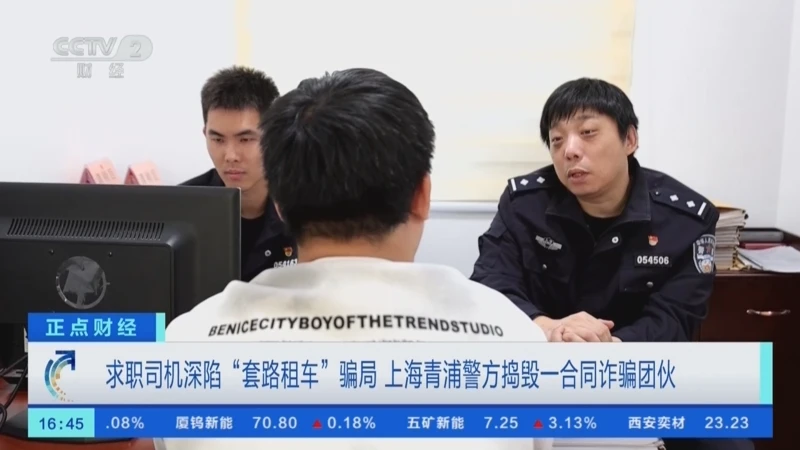 CCTV 2
财经
054506
BENICECITYBOYOFTHETRENDSTUDIO
正点财经
求职司机深陷“套路租车”骗局 上海青浦警方捣毁一合同诈骗团伙
16:45 .08% 厦钨新能 70.80 ▲0.18% 五矿新能 7.25 ▲3.13% 西安奕材 23.23